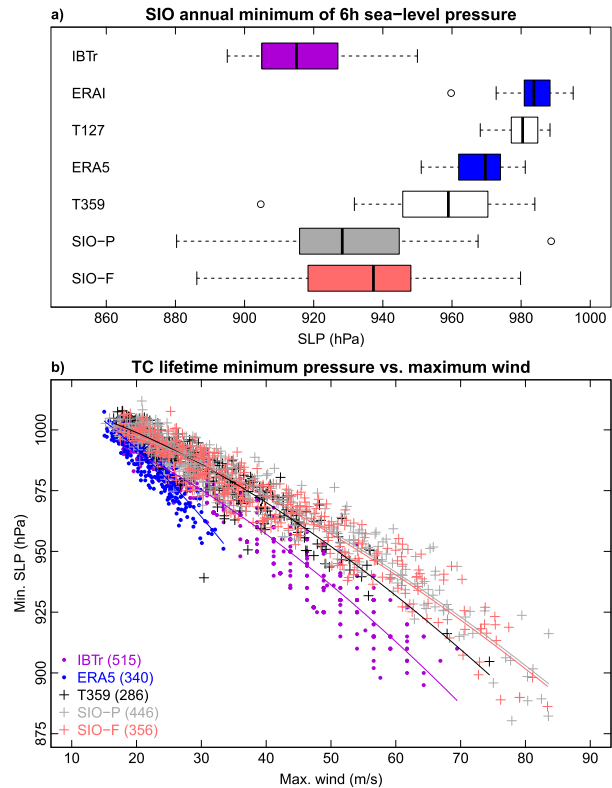 a) SIO annual minimum of 6h sea−level pressure
IBTr
ERAI
T127
ERA5
T359
SIO−P
SIO−F
860 880 900 920 940 960 980 1000
SLP (hPa)
b) TC lifetime minimum pressure vs. maximum wind
Min. SLP (hPa)
1000
975
950
925
900
875
IBTr (515)
ERA5 (340)
T359 (286)
SIO−P (446)
SIO−F (356)
10 20 30 40 50 60 70 80 90
Max. wind (m/s)